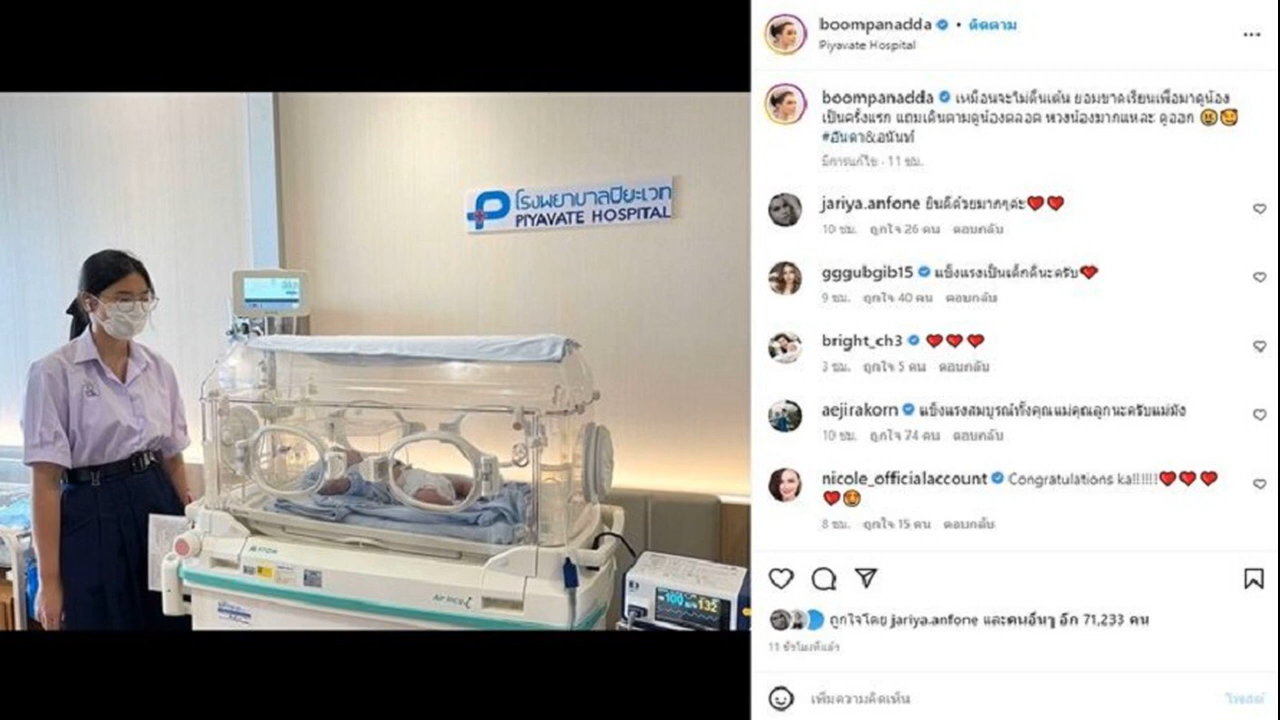 boompanadda • ติดตาม
Piyavate Hospital
boompanadda เหมือนจะไม่ตื่นเต้น ยอมขาดเรียนเพื่อมาดูน้อง
เป็นครั้งแรก แถมเดินตามดูน้องตลอด หวงน้องมากแหละ ดูออก 😆🥰
#อันดา&อนันท์
มีการแก้ไข · 11 ชม.
jariya.anfone ยินดีด้วยมากๆค่ะ❤️❤️
10 ชม. ถูกใจ 26 คน ตอบกลับ
gggubgib15 แข็งแรงเป็นเด็กดีนะครับ❤️
9 ชม. ถูกใจ 40 คน ตอบกลับ
bright_ch3 ❤️❤️❤️
3 ชม. ถูกใจ 5 คน ตอบกลับ
aejirakorn แข็งแรงสมบูรณ์ทั้งคุณแม่คุณลูกนะครับแม่มัง
10 ชม. ถูกใจ 74 คน ตอบกลับ
nicole_officialaccount Congratulations ka!!!!!!❤️❤️❤️
❤️🥰
8 ชม. ถูกใจ 15 คน ตอบกลับ
ถูกใจโดย jariya.anfone และคนอื่นๆ อีก 71,233 คน
11 ชั่วโมงที่แล้ว
เพิ่มความคิดเห็น โพสต์
โรงพยาบาลปิยะเวท
PIYAVATE HOSPITAL
ATOM
100 132